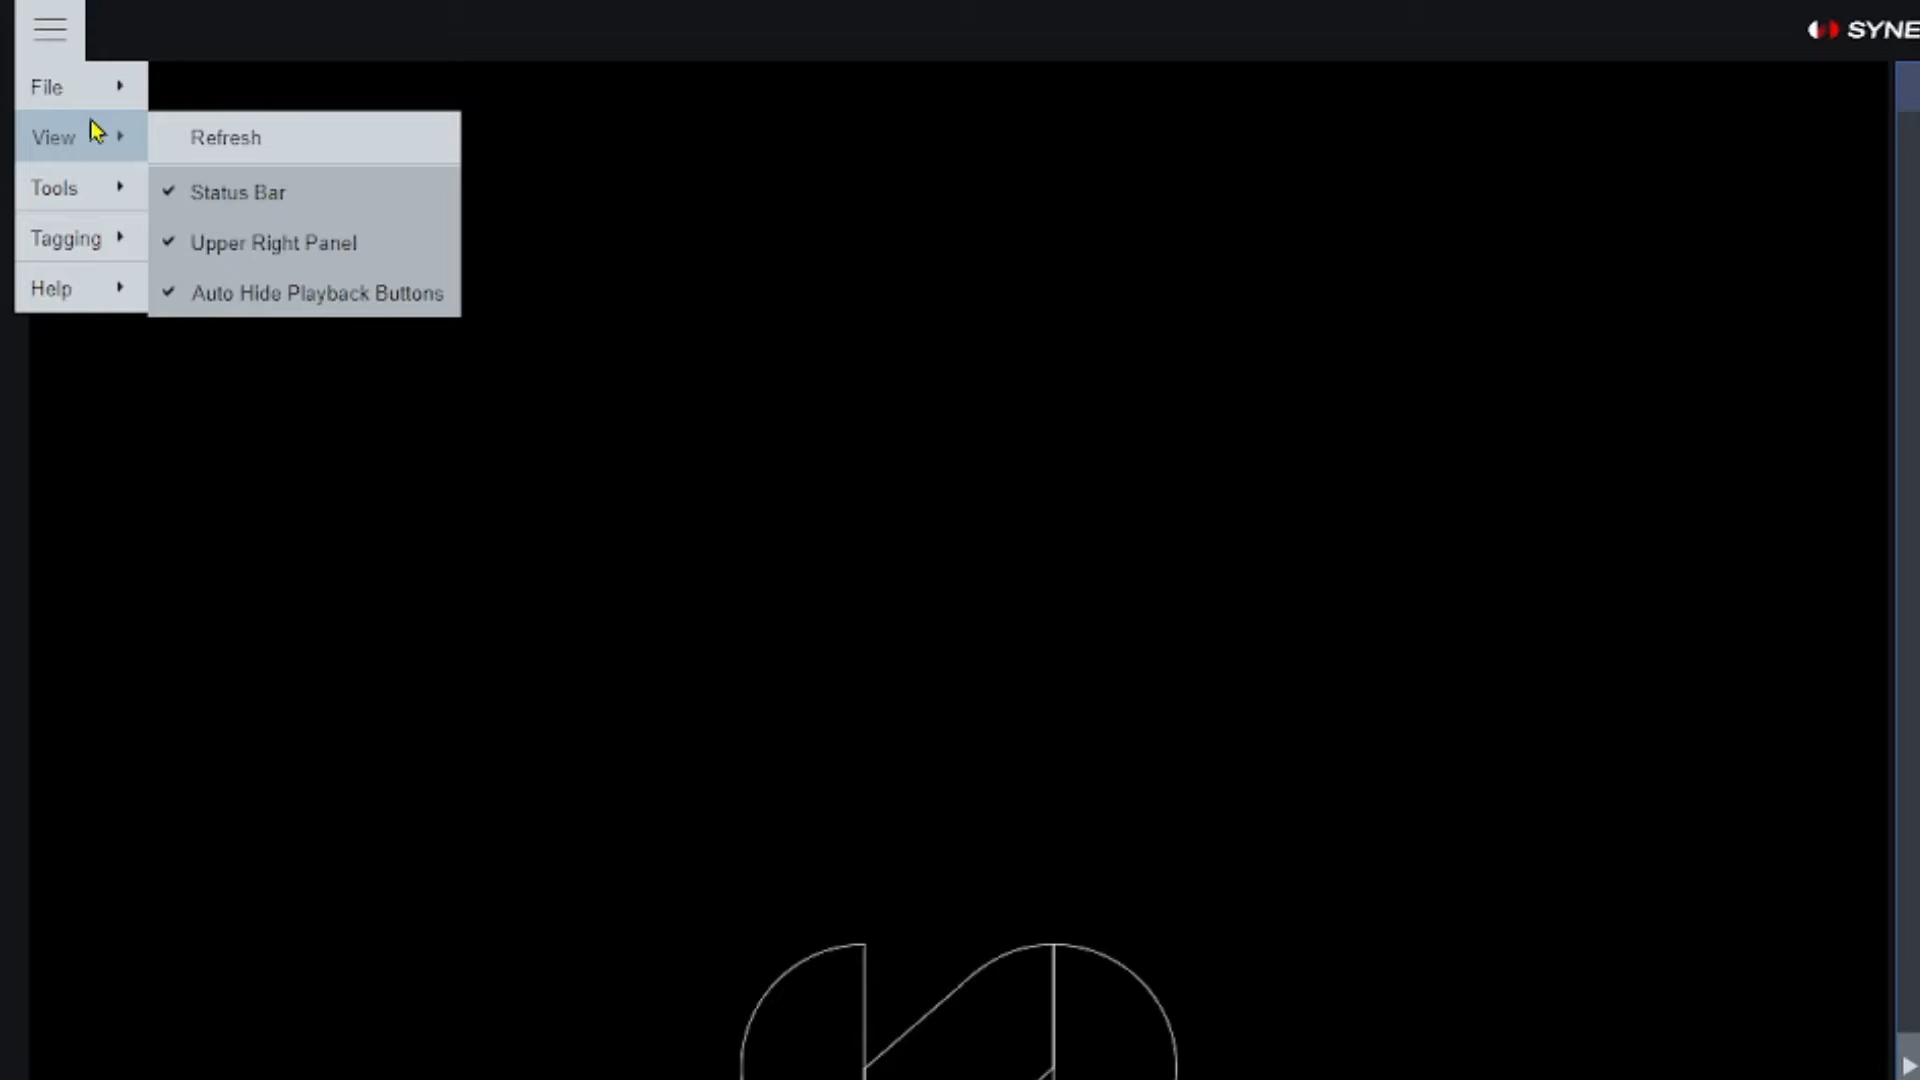 SYNE
File
View
Tools
Tagging
Help
Refresh
Status Bar
Upper Right Panel
Auto Hide Playback Buttons